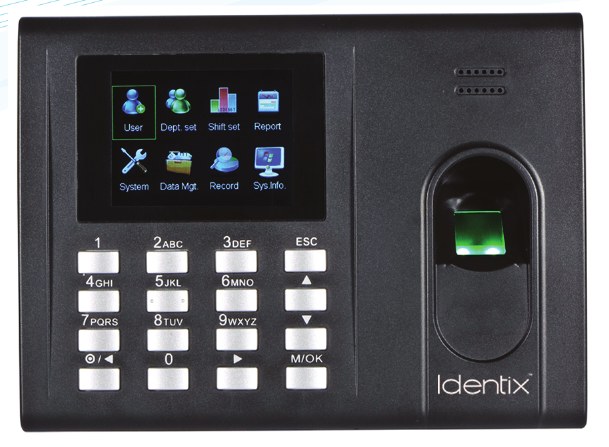 User Dept. set Shift set Report
System Data Mgt. Record Sys.Info.
1 2ABC 3DEF ESC
4GHI 5JKL 6MNO ▲
7PQRS 8TUV 9WXYZ ▼
⊙/◀ 0 ▶ M/OK
Identix™